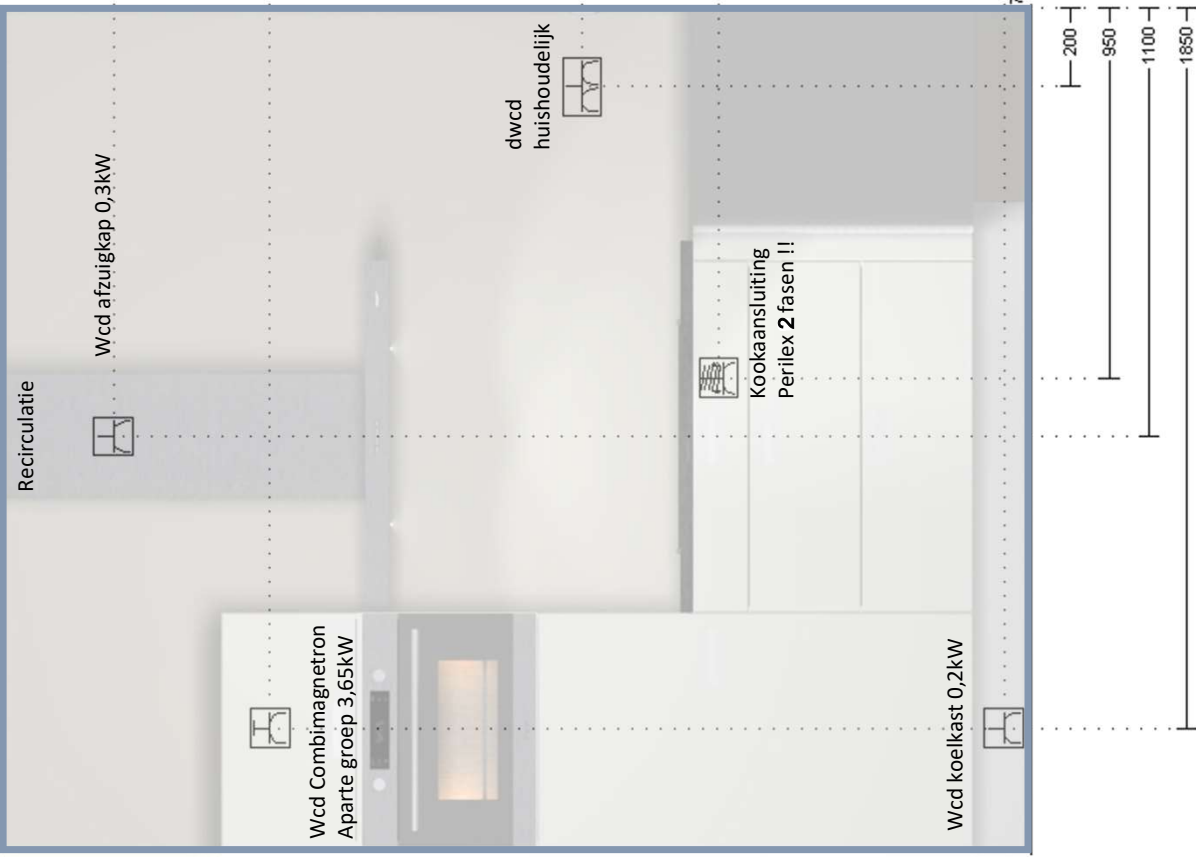 Recirculatie
Wcd afzuigkap 0,3kW
dwcd
huishoudelijk
Wcd Combimagnetron
Aparte groep 3,65kW
Kookaansluiting
Perilex 2 fasen !!
Wcd koelkast 0,2kW
200
950
1100
1850